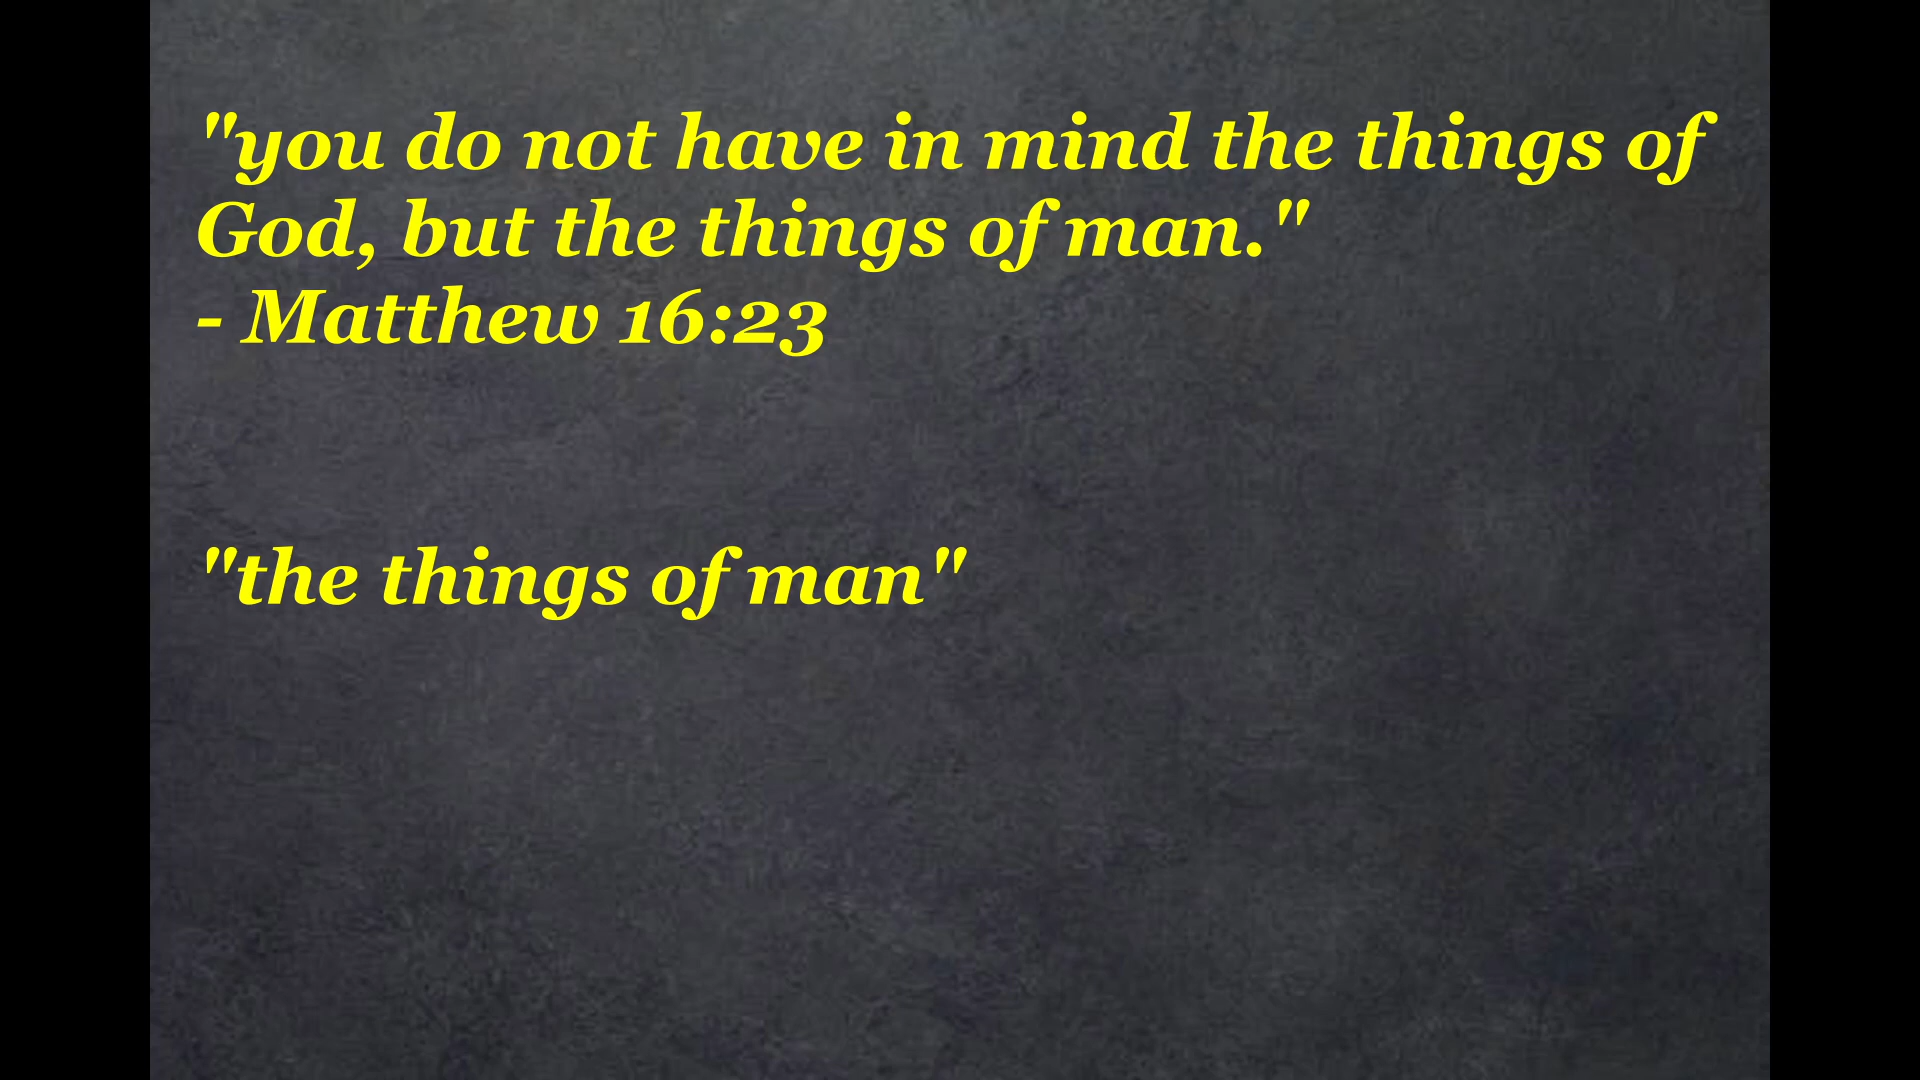 "you do not have in mind the things of
God, but the things of man."
- Matthew 16:23
"the things of man"